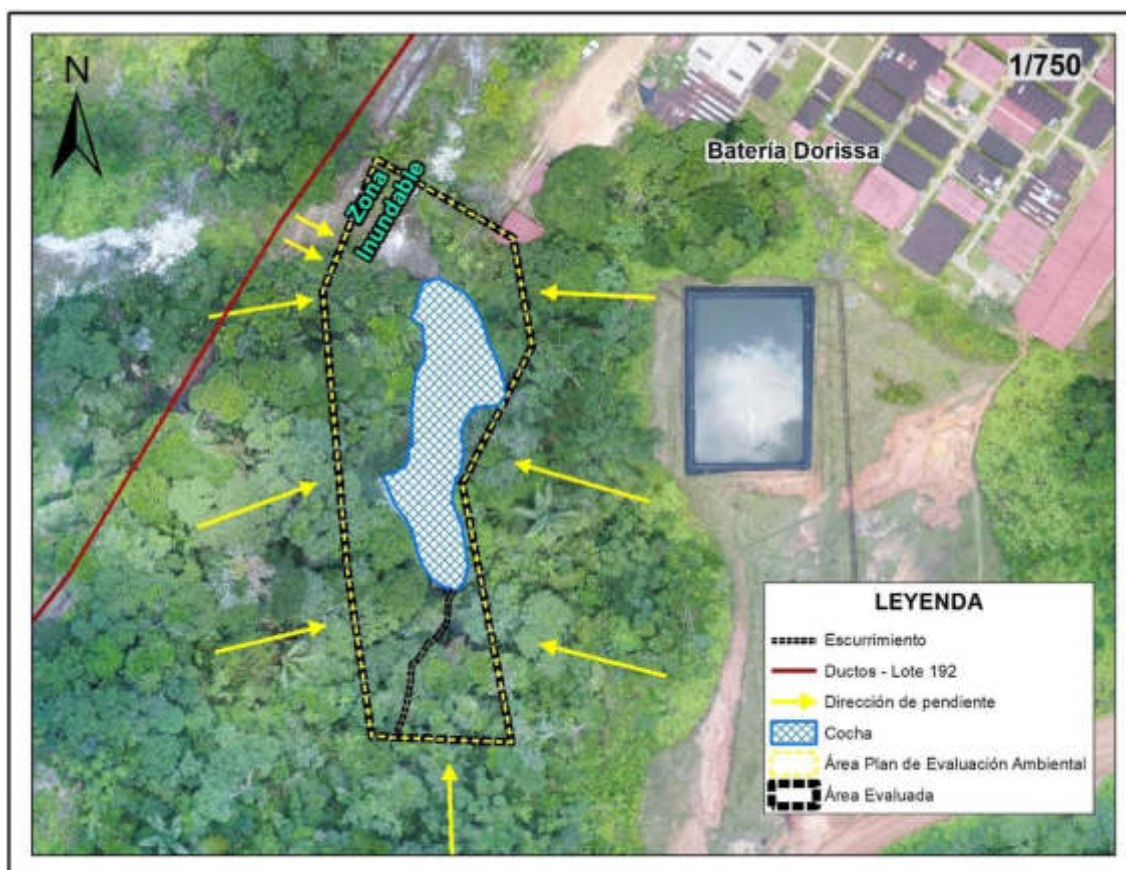 N
1/750
Batería Dorissa
Zona
Inundable
LEYENDA
Escurrimiento
Ductos - Lote 192
Dirección de pendiente
Cocha
Área Plan de Evaluación Ambiental
Área Evaluada